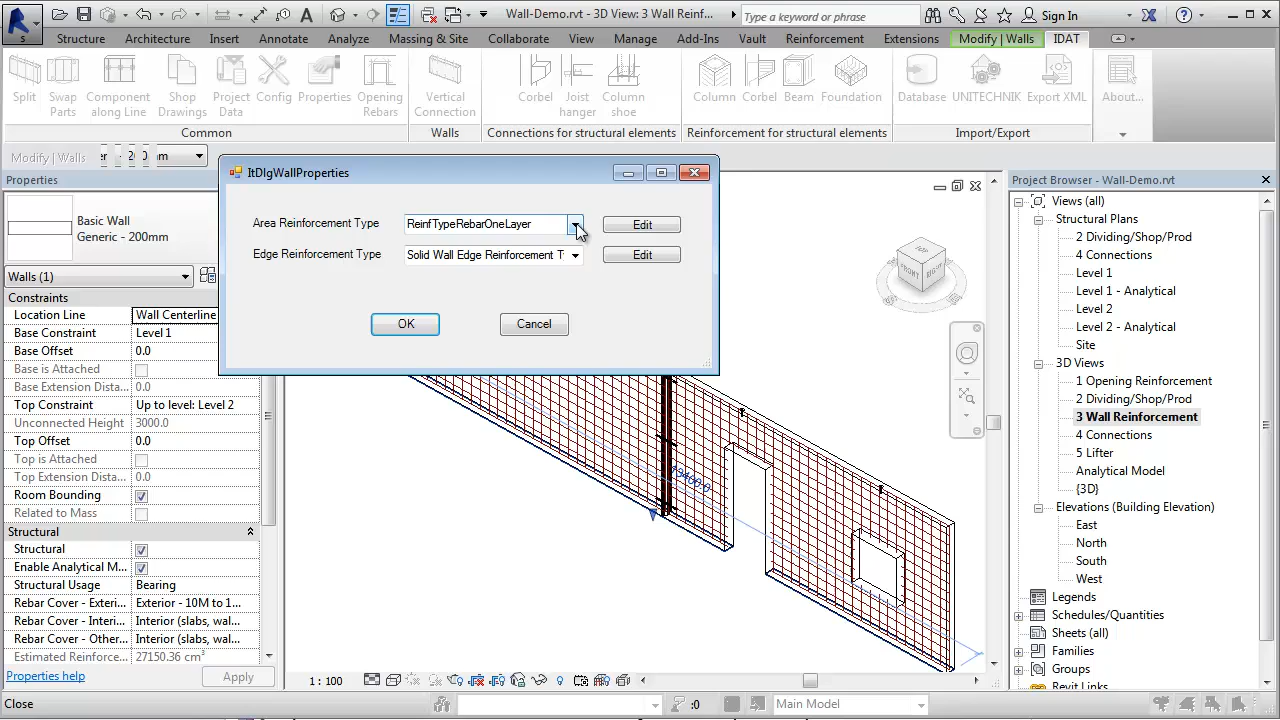 Wall-Demo.rvt - 3D View: 3 Wall Reinf...
Type a keyword or phrase
Sign In
Structure Architecture Insert Annotate Analyze Massing & Site Collaborate View Manage Add-Ins Vault Reinforcement Extensions Modify | Walls IDAT
Split
Swap Parts
Component along Line
Shop Drawings
Project Data
Config
Properties
Opening Rebars
Vertical Connection
Corbel
Joist hanger
Column shoe
Column
Corbel
Beam
Foundation
Database
UNITECHNIK
Export XML
About...
Common
Walls
Connections for structural elements
Reinforcement for structural elements
Import/Export
Modify | Walls
Properties
Basic Wall
Generic - 200mm
Walls (1)
Constraints
Location Line Wall Centerline
Base Constraint Level 1
Base Offset 0.0
Base is Attached
Base Extension Dista...
Top Constraint Up to level: Level 2
Unconnected Height 3000.0
Top Offset 0.0
Top is Attached
Top Extension Distan... 0.0
Room Bounding
Related to Mass
Structural
Structural
Enable Analytical M...
Structural Usage Bearing
Rebar Cover - Exteri... Exterior - 10M to 1...
Rebar Cover - Interi... Interior (slabs, wal...
Rebar Cover - Other... Interior (slabs, wal...
Estimated Reinforce... 27150.36 cm³
Properties help
Apply
ItDlgWallProperties
Area Reinforcement Type ReinfTypeRebarOneLayer Edit
Edge Reinforcement Type Solid Wall Edge Reinforcement T Edit
OK Cancel
FRONT
RIGHT
1 : 100
Project Browser - Wall-Demo.rvt
Views (all)
Structural Plans
2 Dividing/Shop/Prod
4 Connections
Level 1
Level 1 - Analytical
Level 2
Level 2 - Analytical
Site
3D Views
1 Opening Reinforcement
2 Dividing/Shop/Prod
3 Wall Reinforcement
4 Connections
5 Lifter
Analytical Model
{3D}
Elevations (Building Elevation)
East
North
South
West
Legends
Schedules/Quantities
Sheets (all)
Families
Groups
Revit Links
Close
:0
Main Model